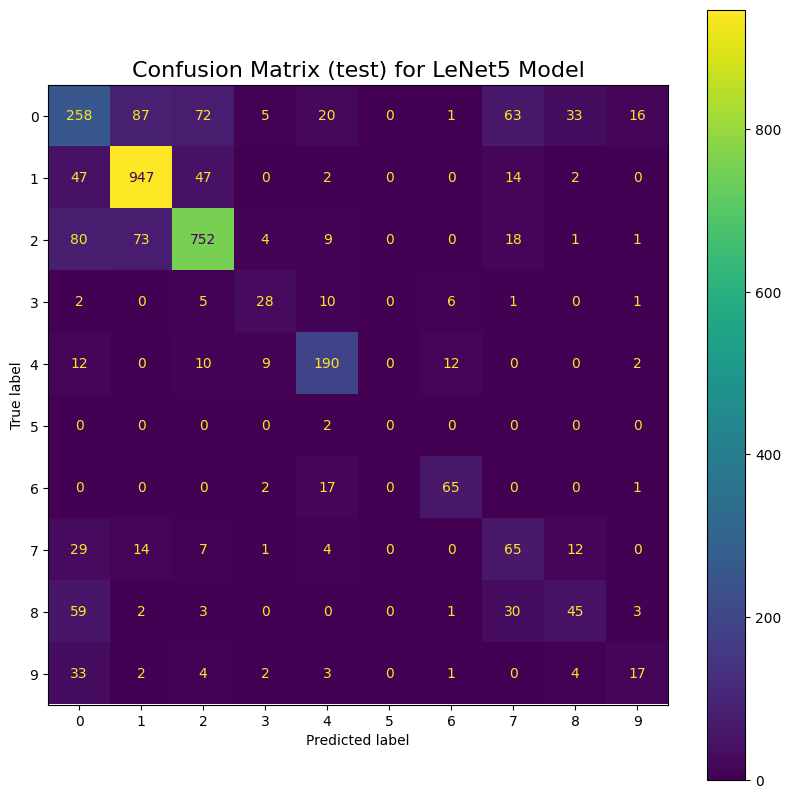 Confusion Matrix (test) for LeNet5 Model
0 258 87 72 5 20 0 1 63 33 16
1 47 947 47 0 2 0 0 14 2 0
2 80 73 752 4 9 0 0 18 1 1
3 2 0 5 28 10 0 6 1 0 1
4 12 0 10 9 190 0 12 0 0 2
5 0 0 0 0 2 0 0 0 0 0
6 0 0 0 2 17 0 65 0 0 1
7 29 14 7 1 4 0 0 65 12 0
8 59 2 3 0 0 0 1 30 45 3
9 33 2 4 2 3 0 1 0 4 17
0 1 2 3 4 5 6 7 8 9
Predicted label
True label
800
600
400
200
0